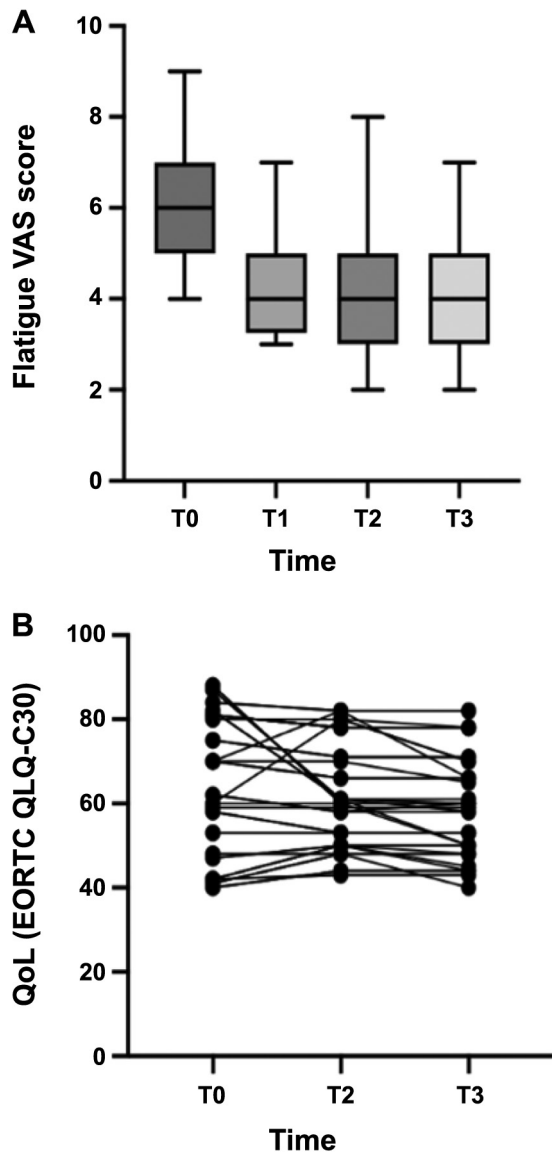 A
Flatigue VAS score
10
8
6
4
2
0
T0 T1 T2 T3
Time
B
QoL (EORTC QLQ-C30)
100
80
60
40
20
0
T0 T2 T3
Time